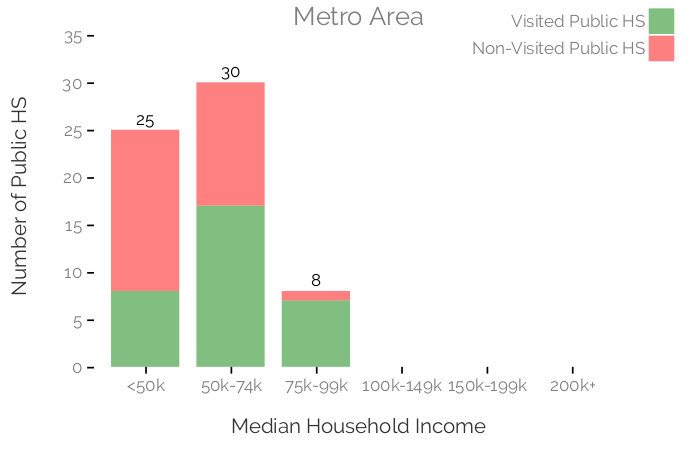 Metro Area
Visited Public HS
Non-Visited Public HS
Number of Public HS
35
30
25
20
15
10
5
0
25
30
8
<50k
50k-74k
75k-99k
100k-149k
150k-199k
200k+
Median Household Income